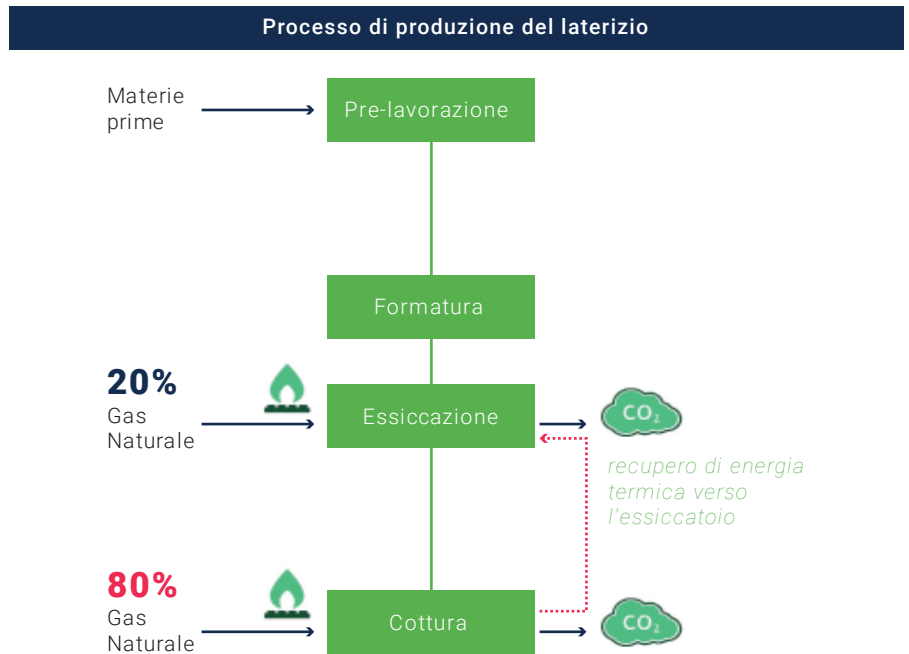 Processo di produzione del laterizio
Materie
prime
Pre-lavorazione
Formatura
20%
Gas
Naturale
Essiccazione
CO₂
recupero di energia
termica verso
l'essiccatoio
80%
Gas
Naturale
Cottura
CO₂